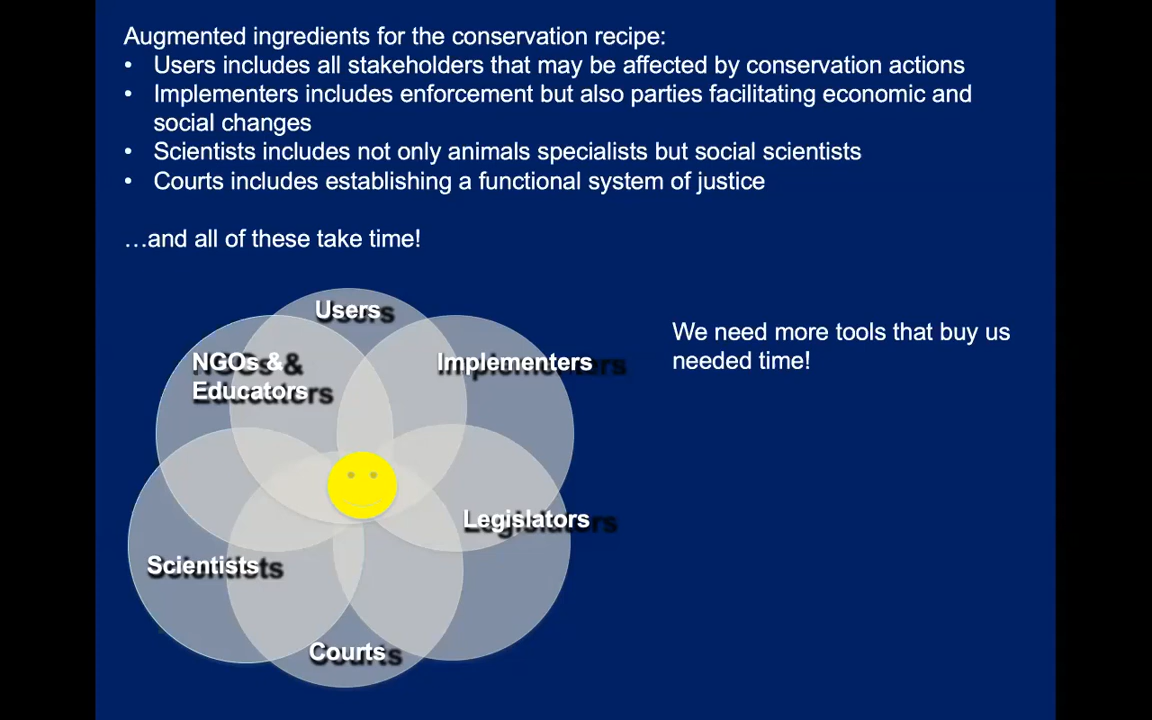 Augmented ingredients for the conservation recipe:
• Users includes all stakeholders that may be affected by conservation actions
• Implementers includes enforcement but also parties facilitating economic and
social changes
• Scientists includes not only animals specialists but social scientists
• Courts includes establishing a functional system of justice
…and all of these take time!
Users
NGOs &
Educators
Implementers
We need more tools that buy us
needed time!
Legislators
Scientists
Courts